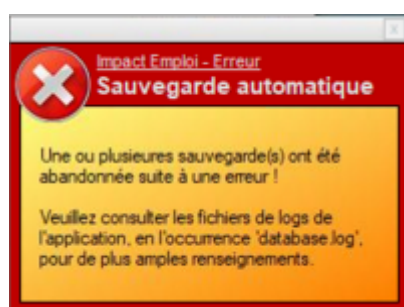 Impact Emploi - Erreur
Sauvegarde automatique
Une ou plusieures sauvegarde(s) ont été
abandonnée suite à une erreur !
Veuillez consulter les fichiers de logs de
l'application, en l'occurrence 'database.log',
pour de plus amples renseignements.